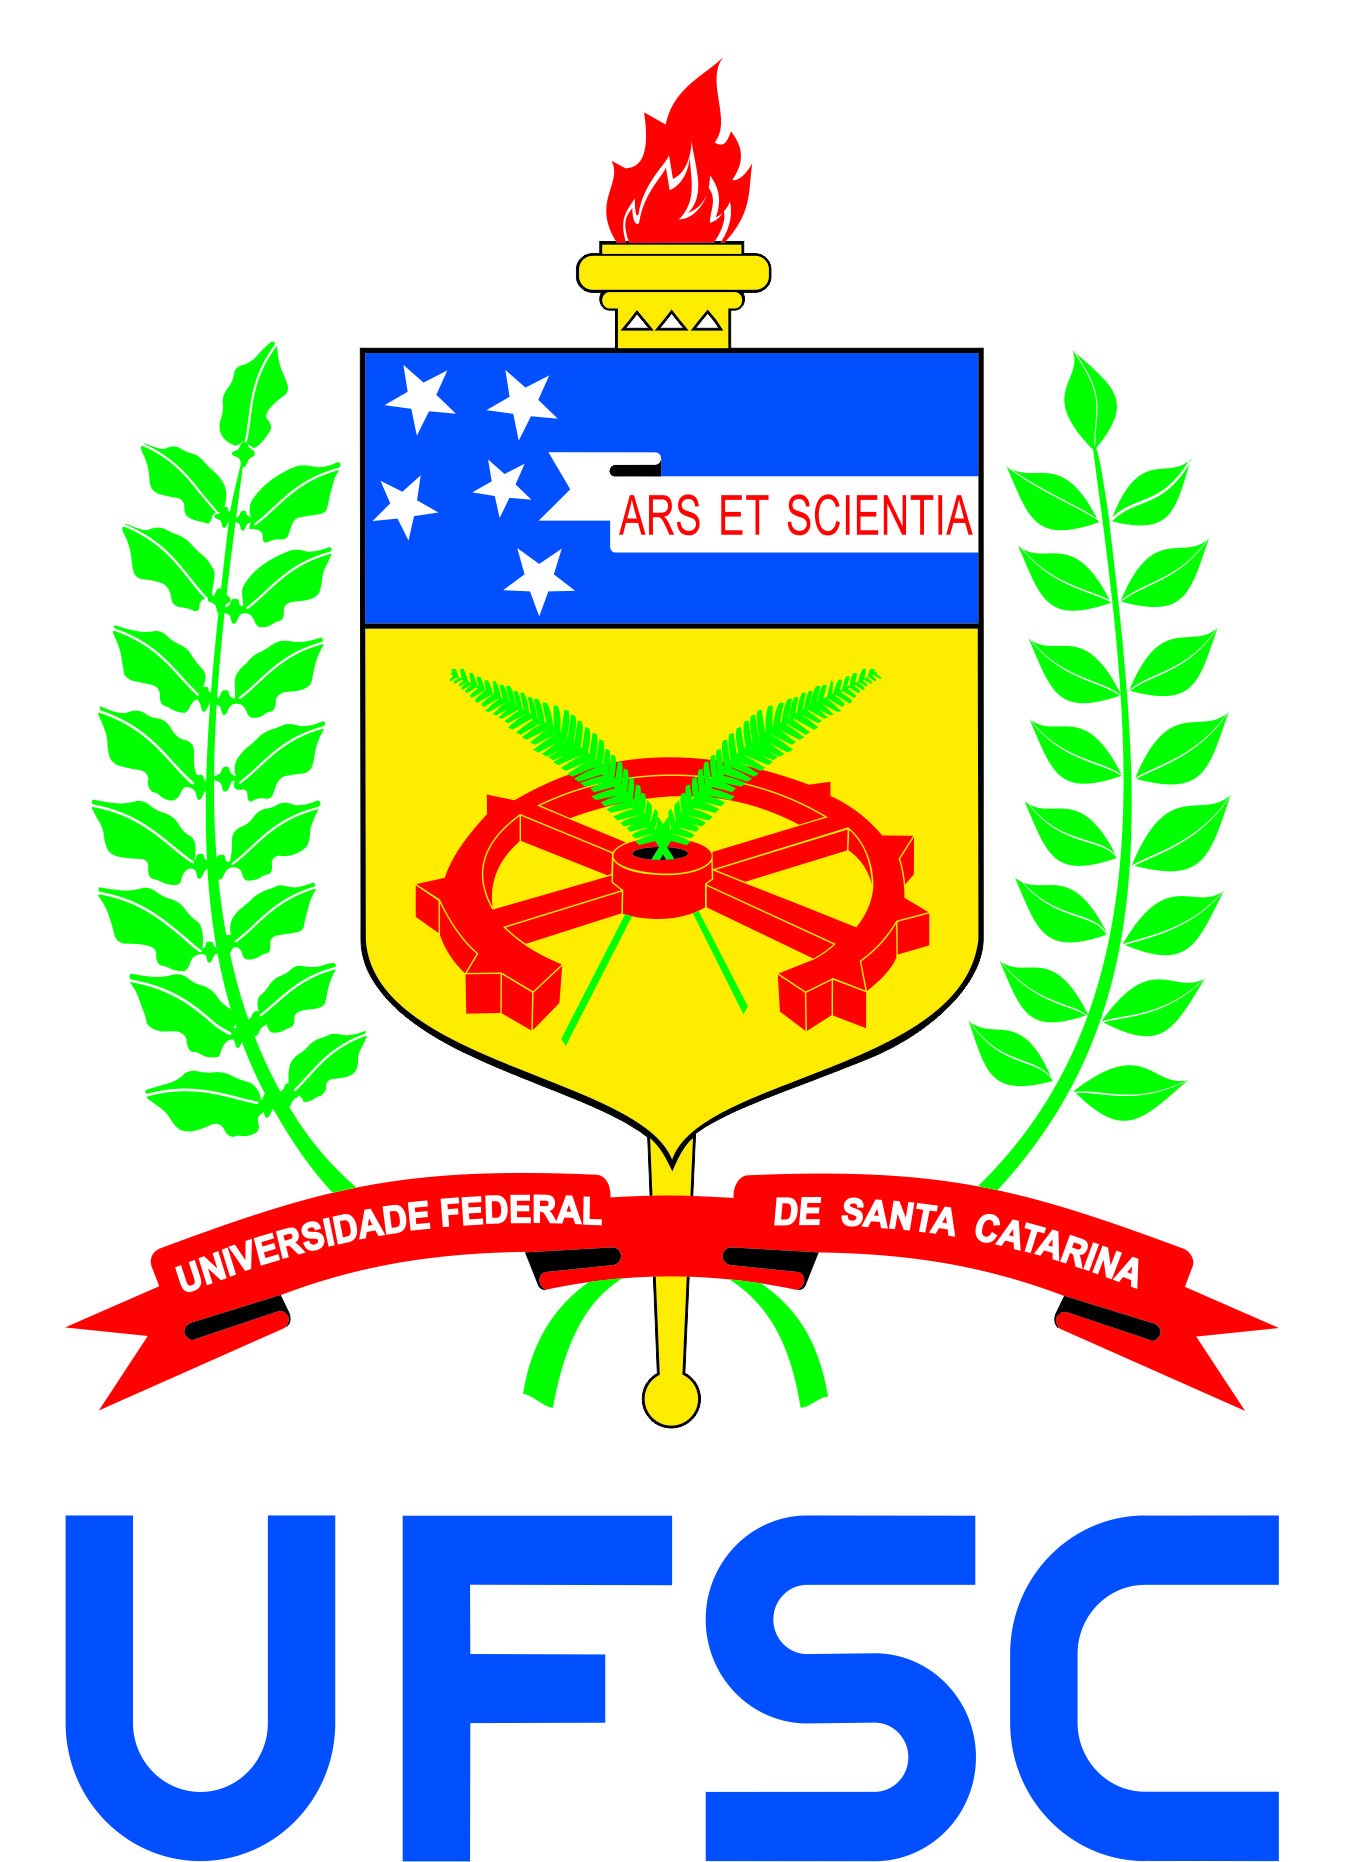 ARS ET SCIENTIA
UNIVERSIDADE FEDERAL DE SANTA CATARINA
UFSC